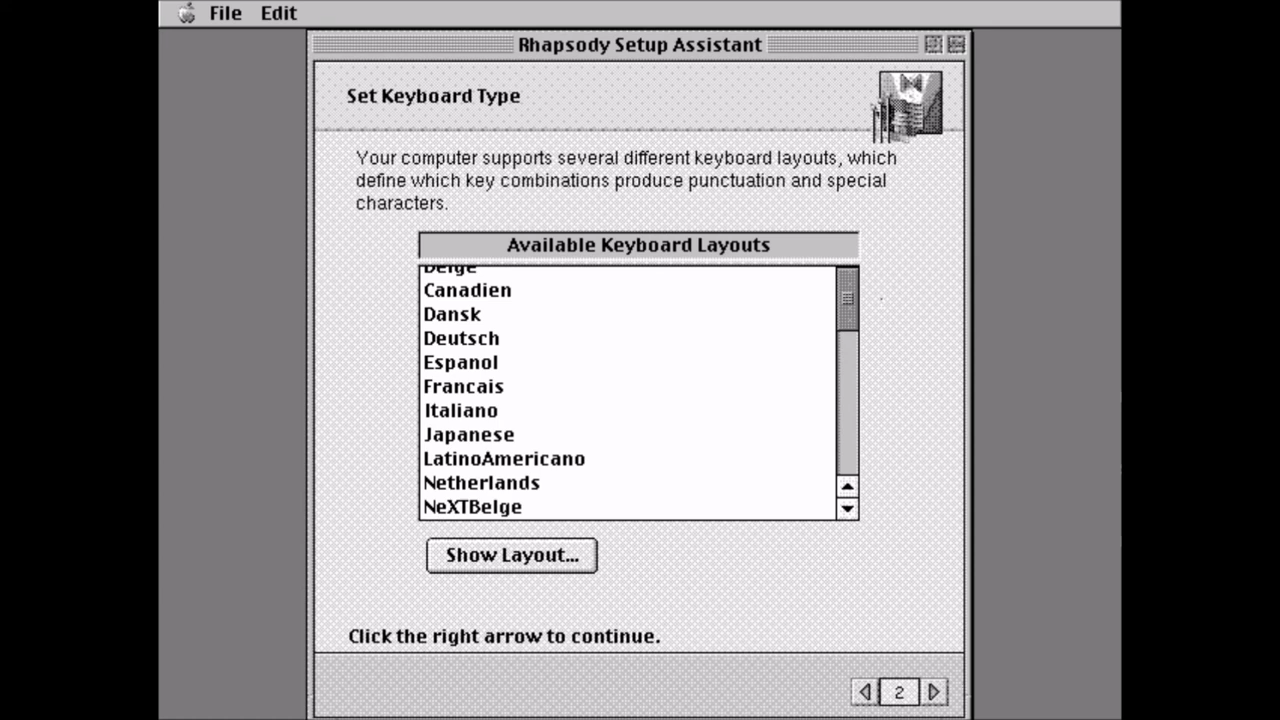 File Edit
Rhapsody Setup Assistant
Set Keyboard Type
Your computer supports several different keyboard layouts, which
define which key combinations produce punctuation and special
characters.
Available Keyboard Layouts
Belge
Canadien
Dansk
Deutsch
Espanol
Francais
Italiano
Japanese
LatinoAmericano
Netherlands
NeXTBelge
Show Layout...
Click the right arrow to continue.
2